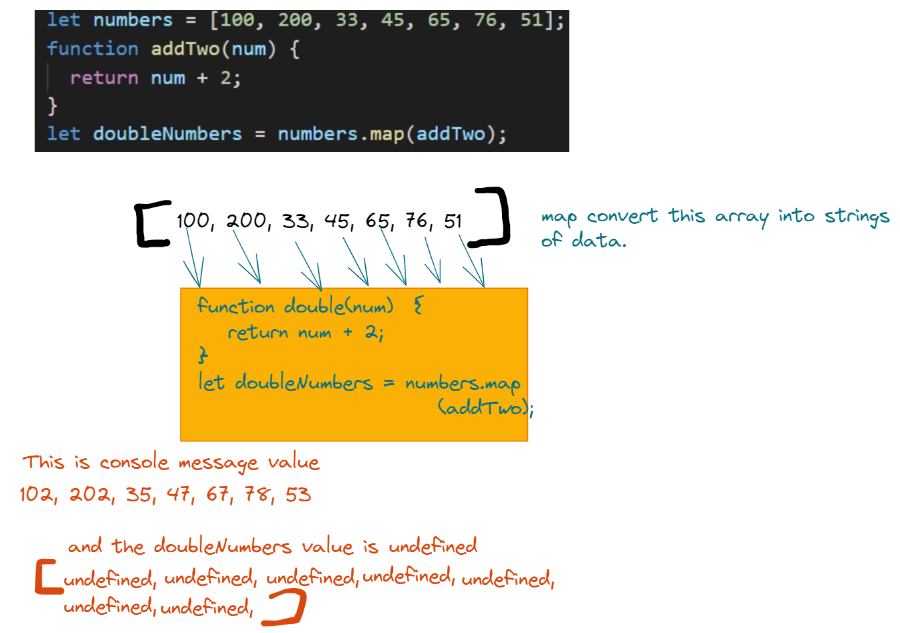 let numbers = [100, 200, 33, 45, 65, 76, 51];
function addTwo(num) {
return num + 2;
}
let doubleNumbers = numbers.map(addTwo);
[100, 200, 33, 45, 65, 76, 51]
map convert this array into strings
of data.
function double(num) {
return num + 2;
}
let doubleNumbers = numbers.map
(addTwo);
This is console message value
102, 202, 35, 47, 67, 78, 53
and the doubleNumbers value is undefined
[undefined, undefined, undefined, undefined, undefined,
undefined, undefined, ]